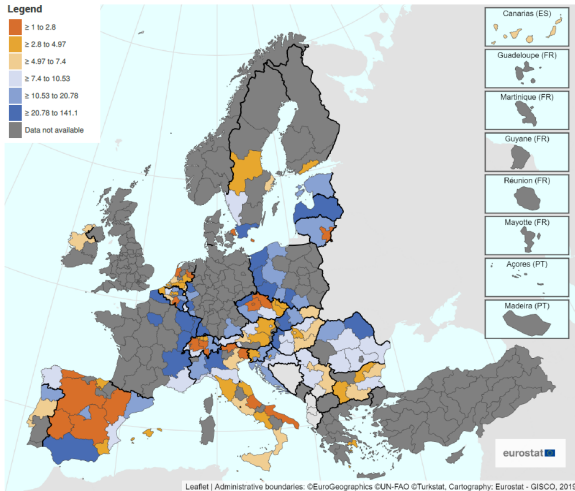 Legend
≥ 1 to 2.8
≥ 2.8 to 4.97
≥ 4.97 to 7.4
≥ 7.4 to 10.53
≥ 10.53 to 20.78
≥ 20.78 to 141.1
Data not available
Canarias (ES)
Guadeloupe (FR)
Martinique (FR)
Guyane (FR)
Réunion (FR)
Mayotte (FR)
Açores (PT)
Madeira (PT)
eurostat
Leaflet | Administrative boundaries: ©EuroGeographics ©UN-FAO ©Turkstat, Cartography: Eurostat - GISCO, 2019